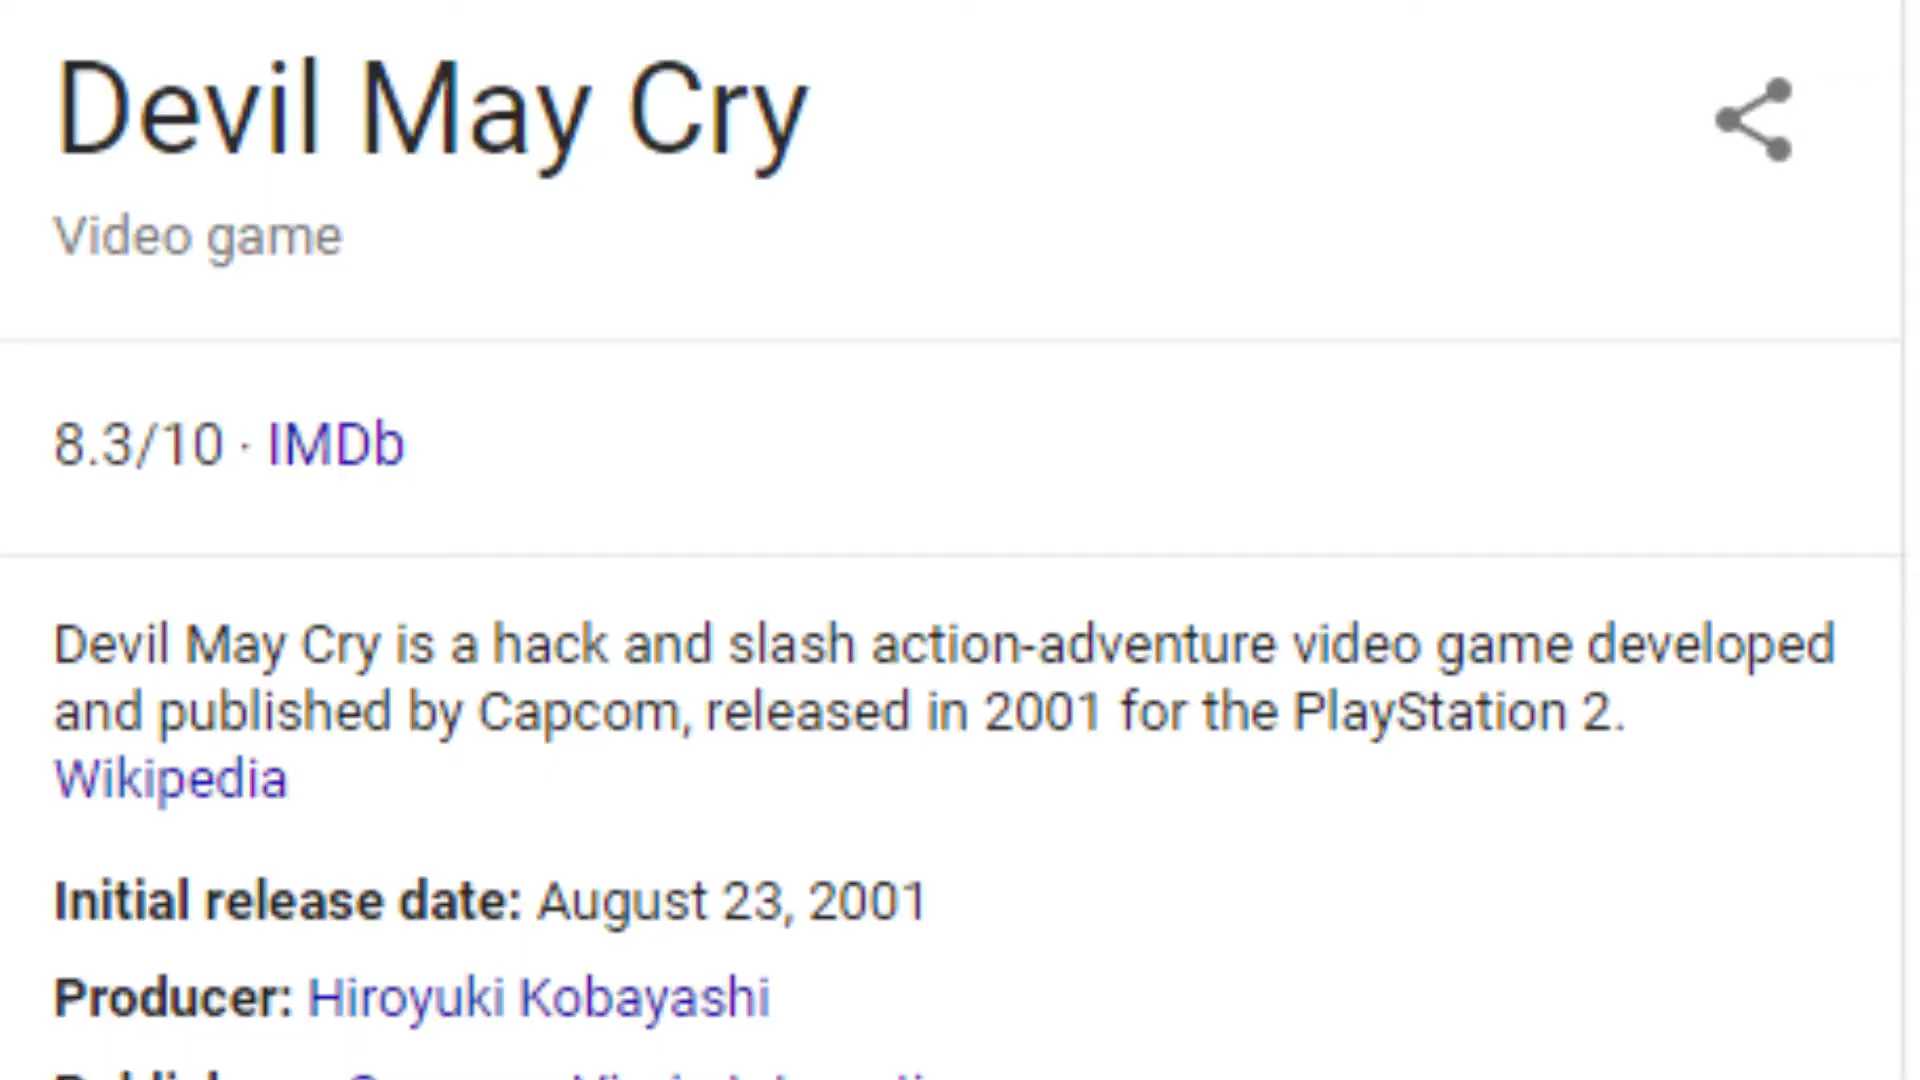 Devil May Cry
Video game
8.3/10 · IMDb
Devil May Cry is a hack and slash action-adventure video game developed
and published by Capcom, released in 2001 for the PlayStation 2.
Wikipedia
Initial release date: August 23, 2001
Producer: Hiroyuki Kobayashi